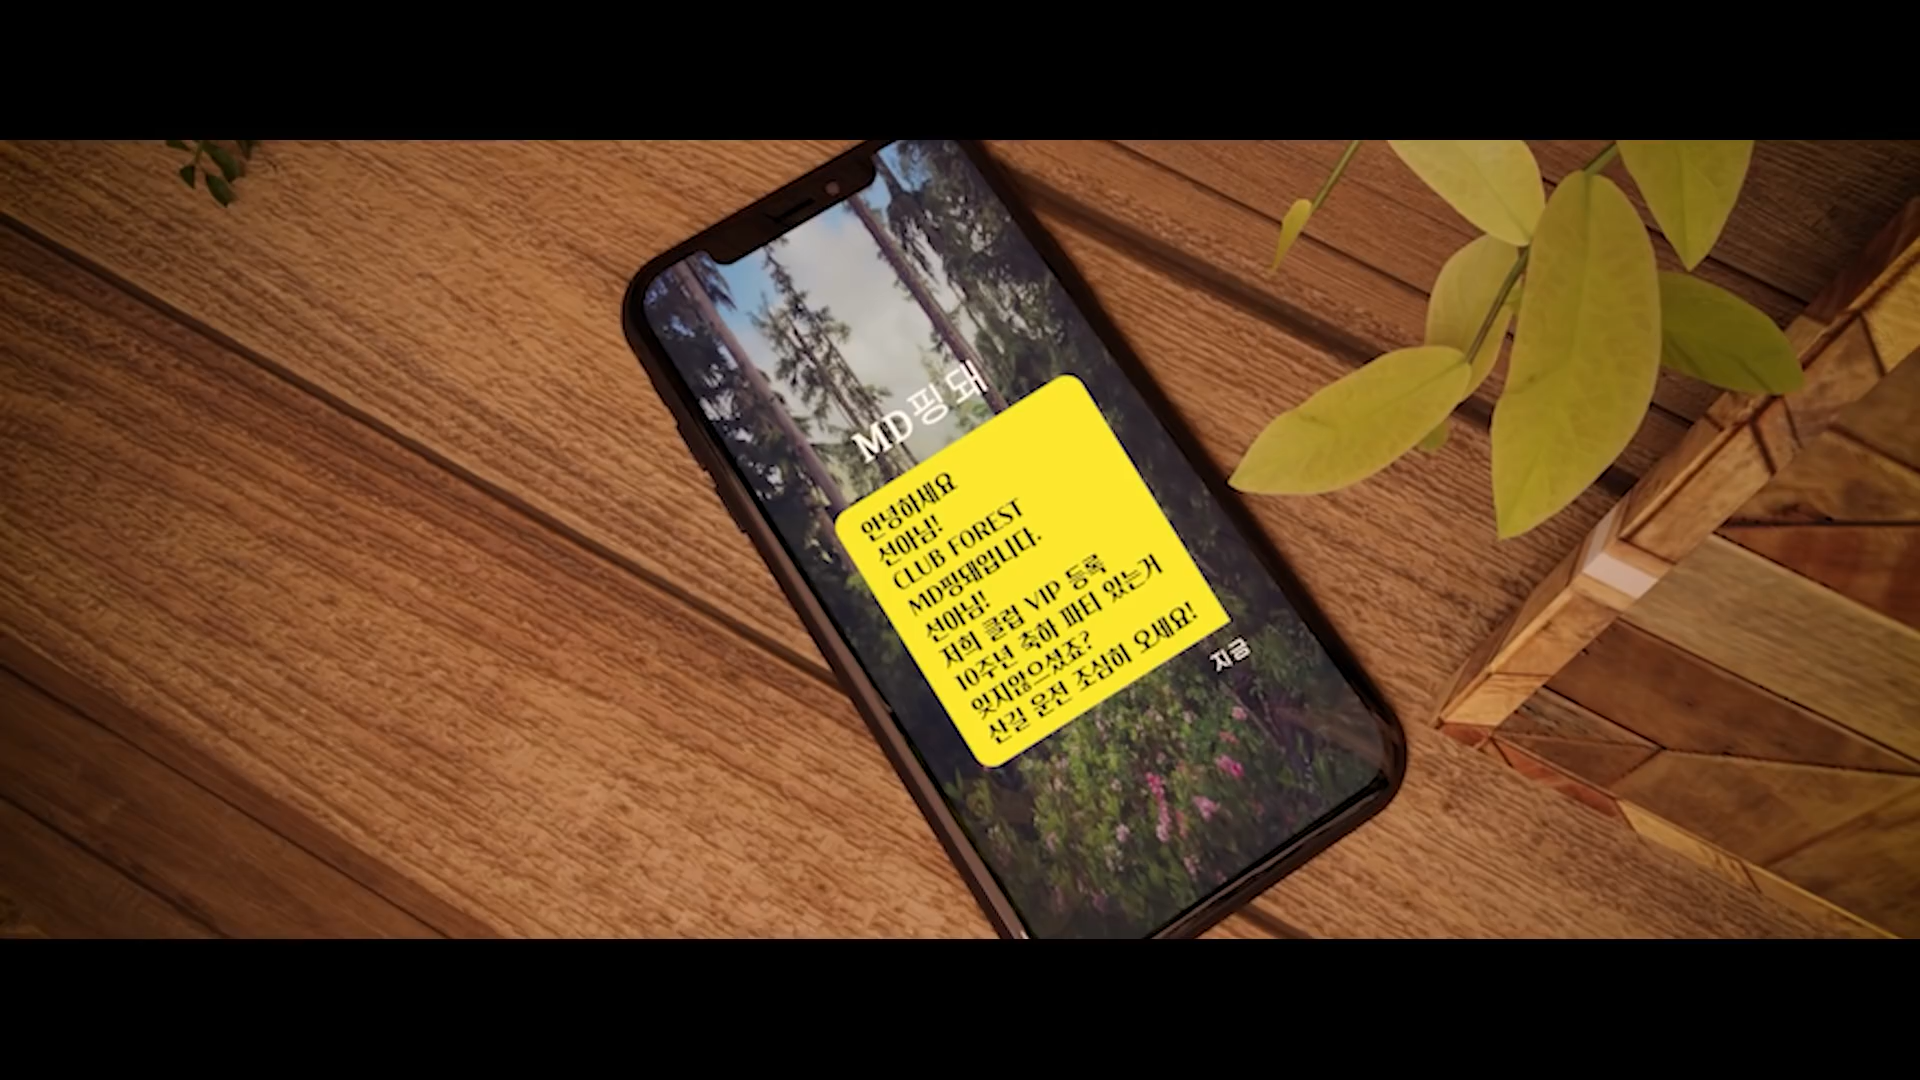 MD핑돼
안녕하세요
선아님!
CLUB FOREST
MD핑돼입니다.
선아님!
저희 클럽 VIP 등록
10주년 축하 파티 있는거
잊지않으셨죠?
산길 운전 조심히 오세요!
지금